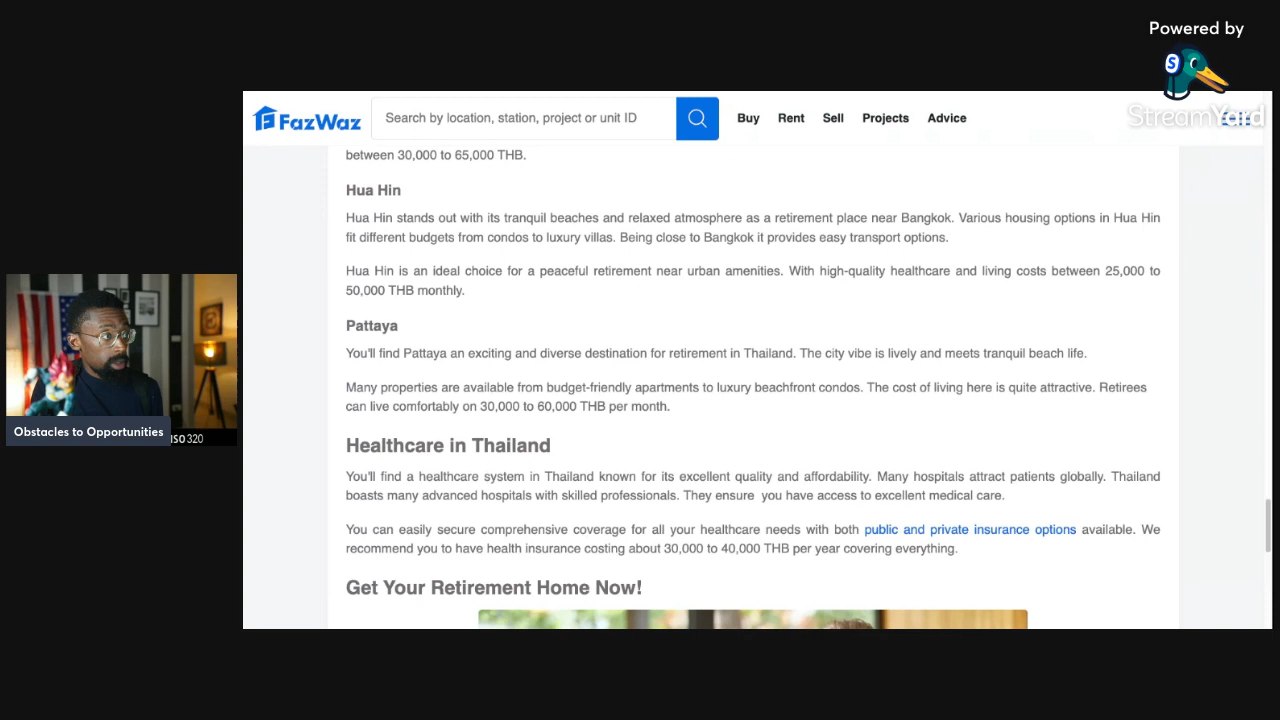 Powered by
S
StreamYard
FazWaz
Search by location, station, project or unit ID
Buy
Rent
Sell
Projects
Advice
between 30,000 to 65,000 THB.
Hua Hin
Hua Hin stands out with its tranquil beaches and relaxed atmosphere as a retirement place near Bangkok. Various housing options in Hua Hin
fit different budgets from condos to luxury villas. Being close to Bangkok it provides easy transport options.
Hua Hin is an ideal choice for a peaceful retirement near urban amenities. With high-quality healthcare and living costs between 25,000 to
50,000 THB monthly.
Pattaya
You'll find Pattaya an exciting and diverse destination for retirement in Thailand. The city vibe is lively and meets tranquil beach life.
Many properties are available from budget-friendly apartments to luxury beachfront condos. The cost of living here is quite attractive. Retirees
can live comfortably on 30,000 to 60,000 THB per month.
Healthcare in Thailand
You'll find a healthcare system in Thailand known for its excellent quality and affordability. Many hospitals attract patients globally. Thailand
boasts many advanced hospitals with skilled professionals. They ensure you have access to excellent medical care.
You can easily secure comprehensive coverage for all your healthcare needs with both public and private insurance options available. We
recommend you to have health insurance costing about 30,000 to 40,000 THB per year covering everything.
Get Your Retirement Home Now!
Obstacles to Opportunities
ISO 320